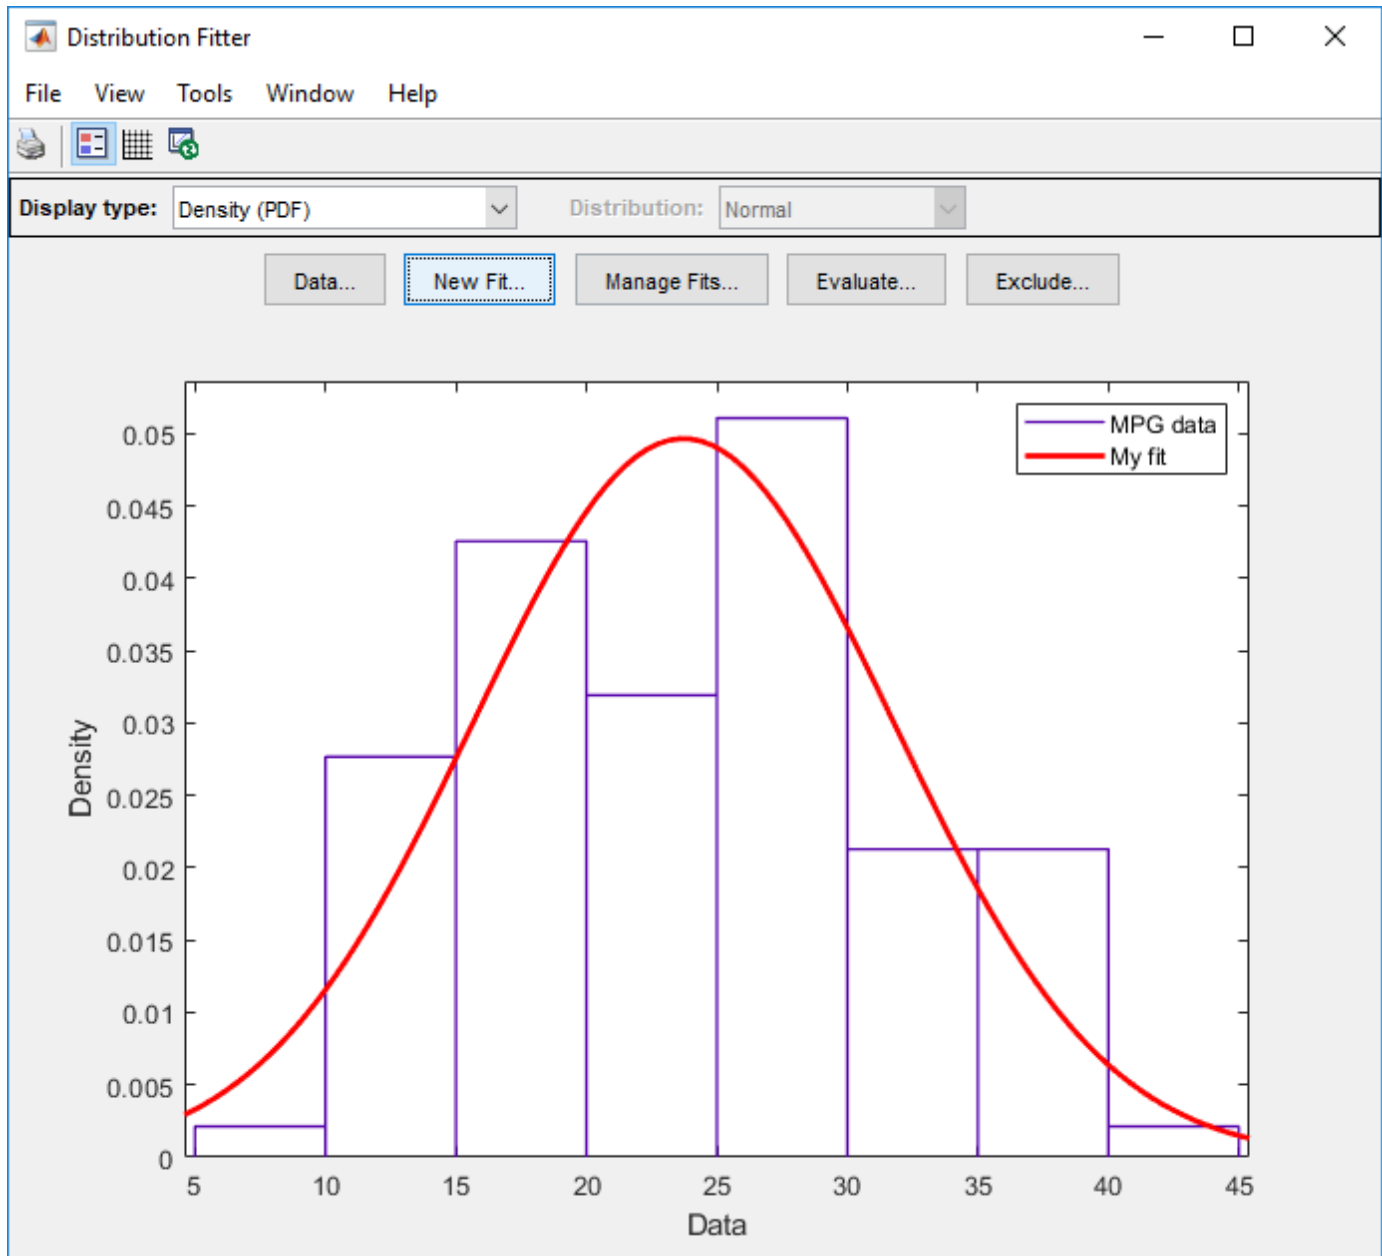 Distribution Fitter
File View Tools Window Help
Display type: Density (PDF) Distribution: Normal
Data... New Fit... Manage Fits... Evaluate... Exclude...
MPG data
My fit
0.05
0.045
0.04
0.035
0.03
0.025
0.02
0.015
0.01
0.005
0
Density
5 10 15 20 25 30 35 40 45
Data